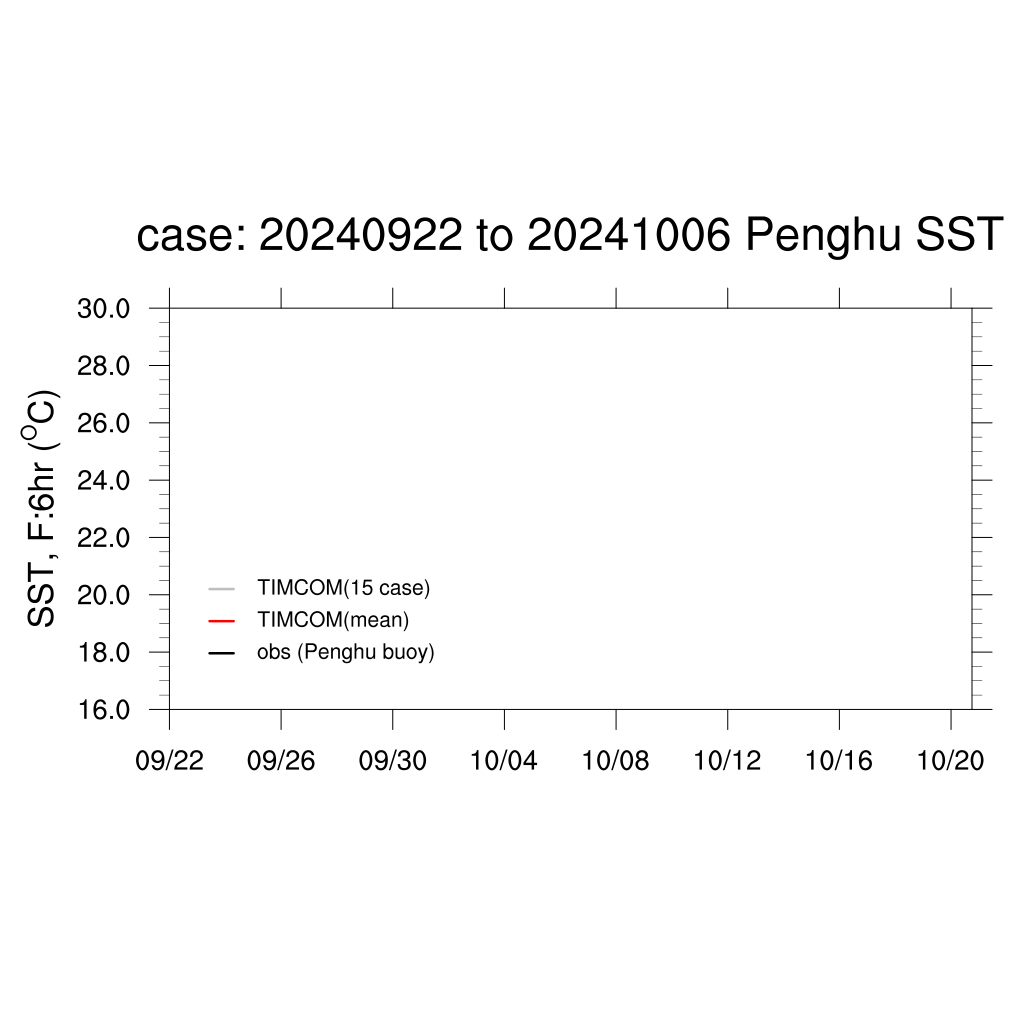 case: 20240922 to 20241006 Penghu SST
SST, F:6hr (°C)
30.0
28.0
26.0
24.0
22.0
20.0
18.0
16.0
TIMCOM(15 case)
TIMCOM(mean)
obs (Penghu buoy)
09/22 09/26 09/30 10/04 10/08 10/12 10/16 10/20